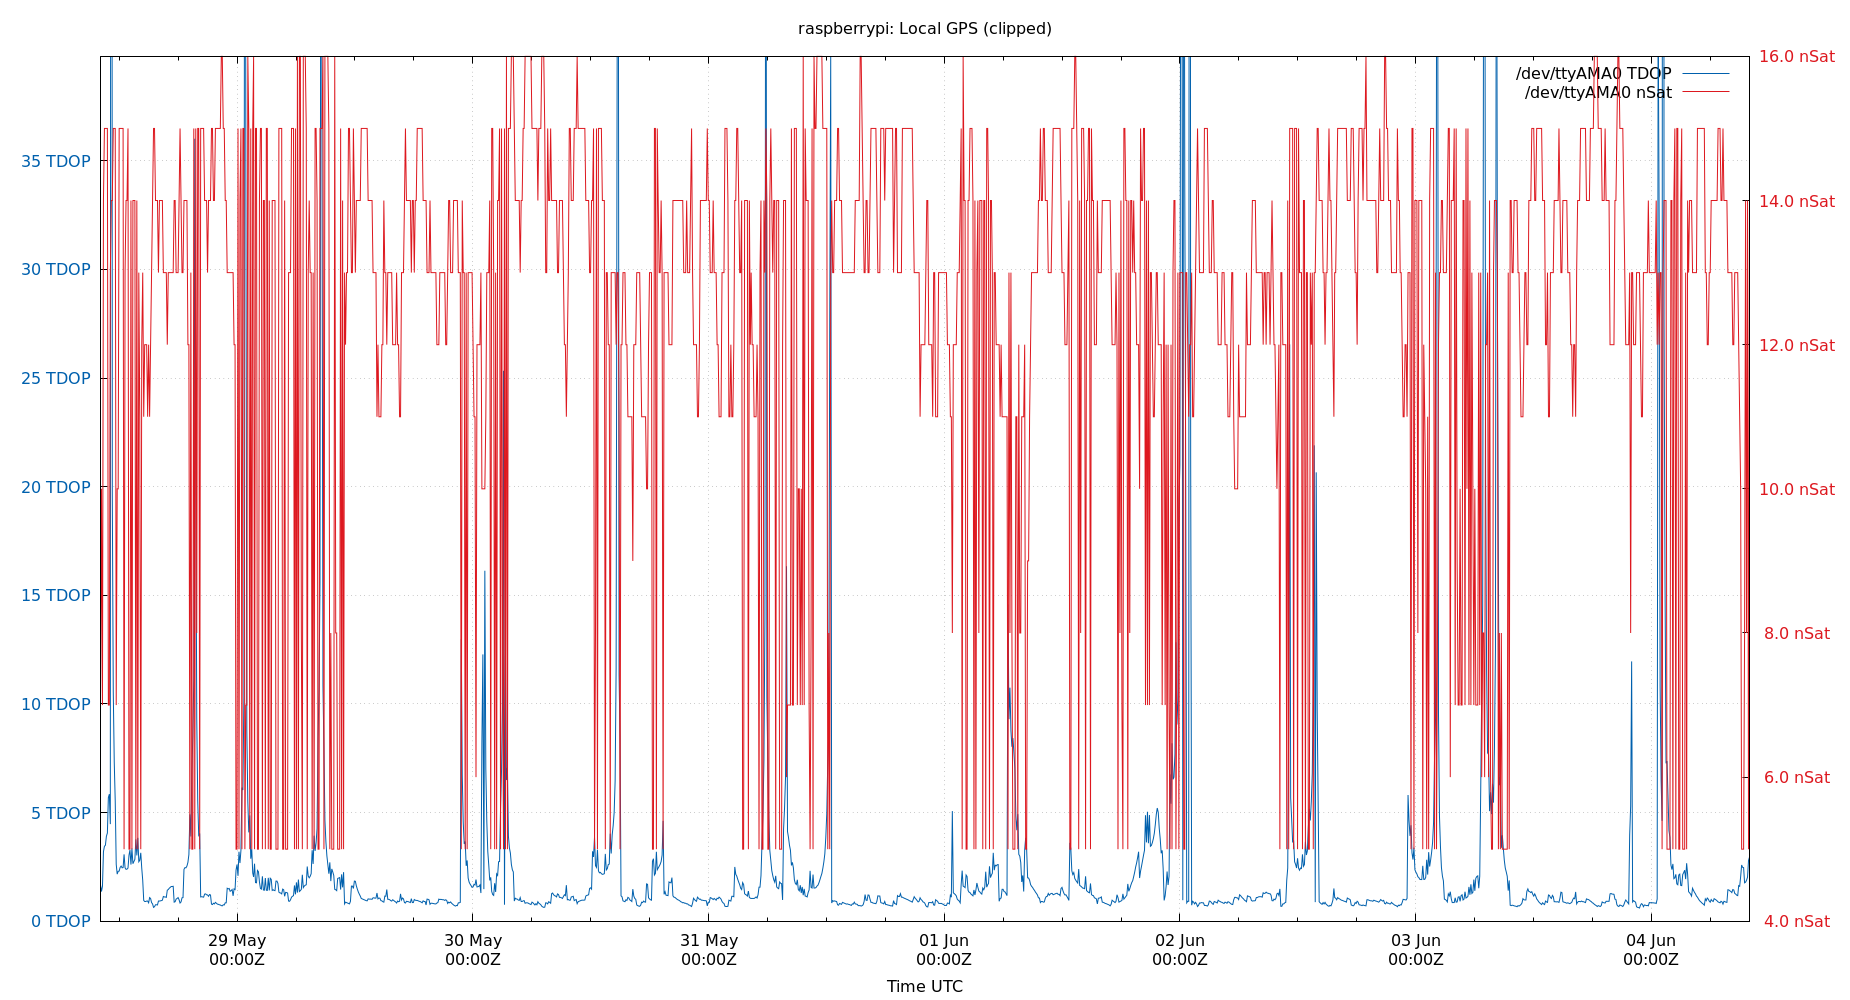 raspberrypi: Local GPS (clipped)
16.0 nSat
/dev/ttyAMA0 TDOP
/dev/ttyAMA0 nSat
35 TDOP
14.0 nSat
30 TDOP
12.0 nSat
25 TDOP
20 TDOP
10.0 nSat
15 TDOP
8.0 nSat
10 TDOP
6.0 nSat
5 TDOP
0 TDOP
4.0 nSat
29 May 30 May 31 May 01 Jun 02 Jun 03 Jun 04 Jun
00:00Z 00:00Z 00:00Z 00:00Z 00:00Z 00:00Z 00:00Z
Time UTC